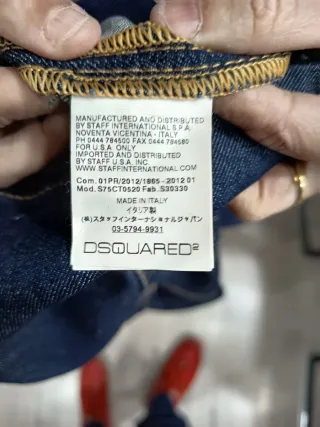 MANUFACTURED AND DISTRIBUTED
BY STAFF INTERNATIONAL S.P.A.
NOVENTA VICENTINA - ITALY
PH 0444 784500 FAX 0444 784580
FOR U.S.A. ONLY
IMPORTED AND DISTRIBUTED
BY STAFF U.S.A. INC.
WWW.STAFFINTERNATIONAL.COM
Com. 01PR/2012/1865-2012 01
Mod. S75CT0520 Fab. S30330
MADE IN ITALY
イタリア製
(株)スタッフインターナショナルジャパン
03-5794-9931
DSQUARED²